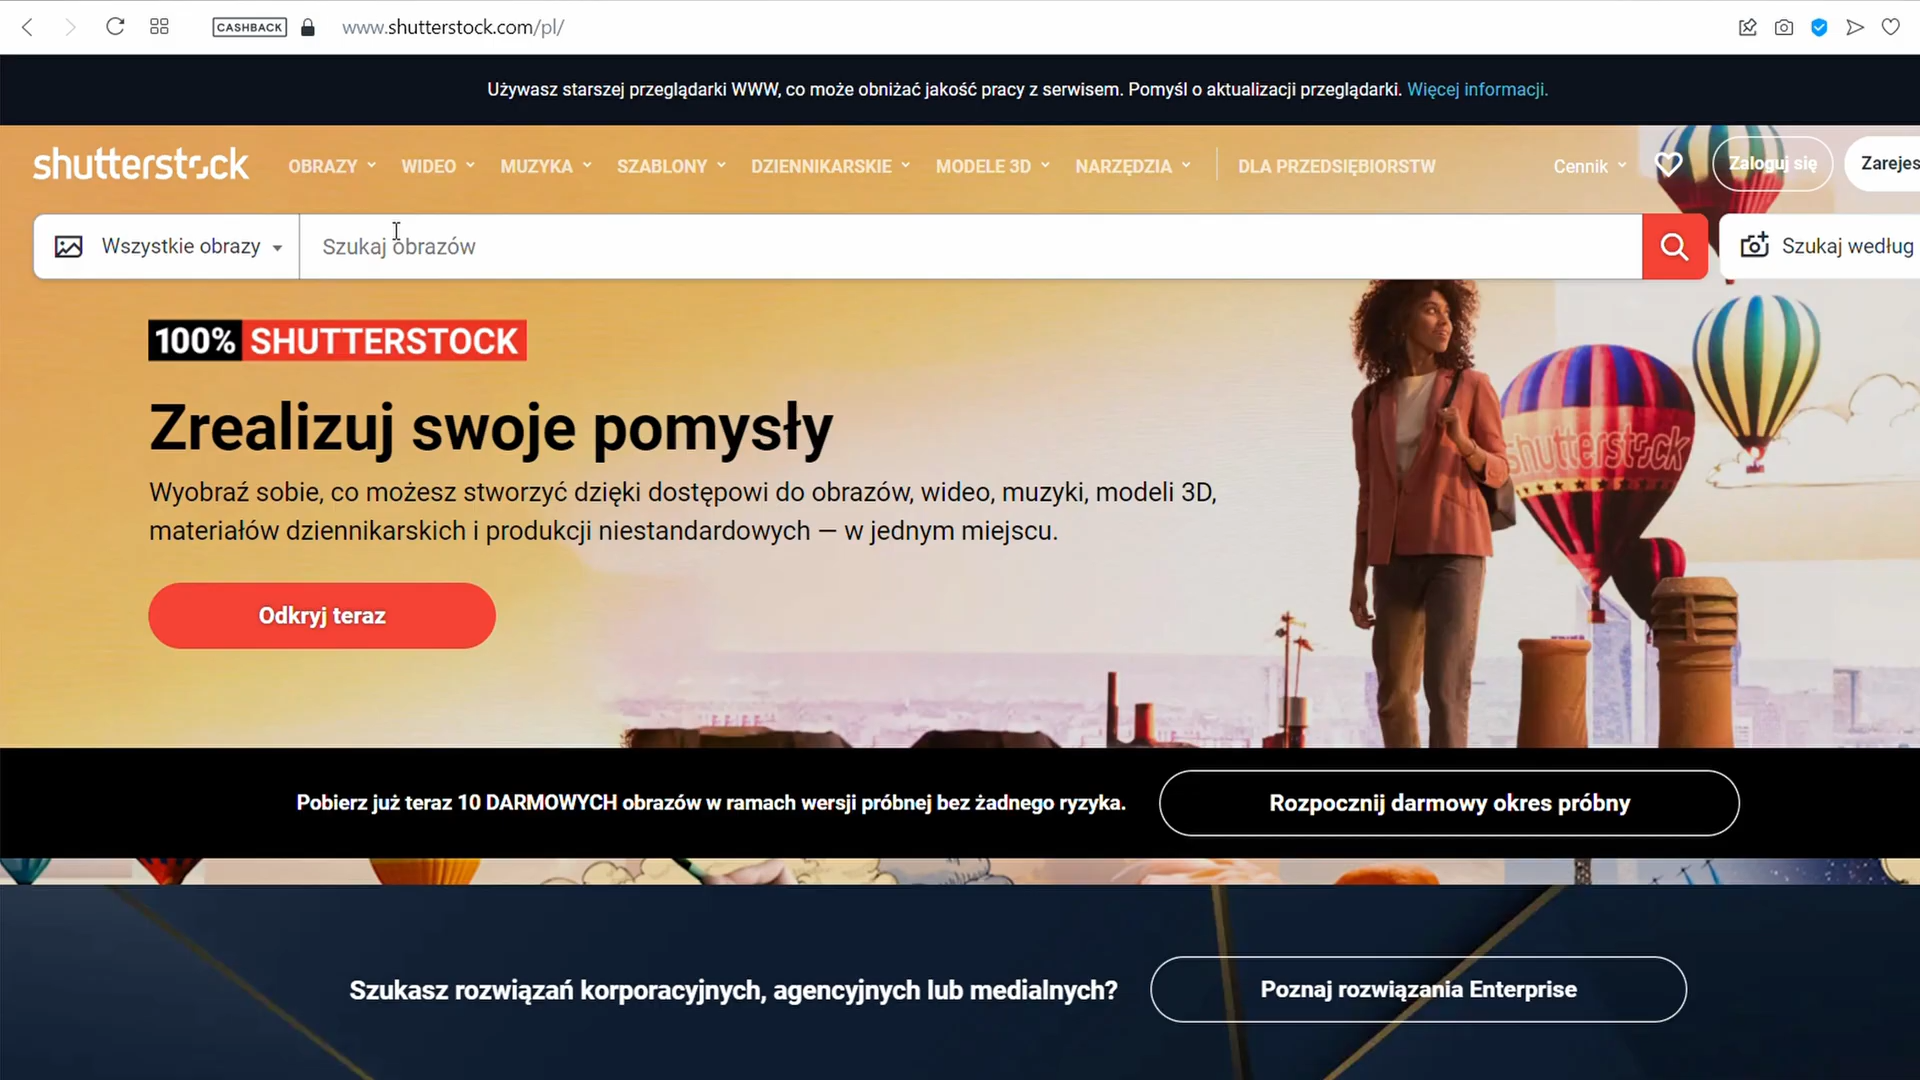 CASHBACK www.shutterstock.com/pl/
Używasz starszej przeglądarki WWW, co może obniżać jakość pracy z serwisem. Pomyśl o aktualizacji przeglądarki. Więcej informacji.
shutterstock OBRAZY WIDEO MUZYKA SZABLONY DZIENNIKARSKIE MODELE 3D NARZĘDZIA DLA PRZEDSIĘBIORSTW Cennik Zaloguj się Zarejes
Wszystkie obrazy Szukaj obrazów Szukaj według
100% SHUTTERSTOCK
Zrealizuj swoje pomysły
shutterstock
Wyobraź sobie, co możesz stworzyć dzięki dostępowi do obrazów, wideo, muzyki, modeli 3D,
materiałów dziennikarskich i produkcji niestandardowych — w jednym miejscu.
Odkryj teraz
Pobierz już teraz 10 DARMOWYCH obrazów w ramach wersji próbnej bez żadnego ryzyka. Rozpocznij darmowy okres próbny
Szukasz rozwiązań korporacyjnych, agencyjnych lub medialnych? Poznaj rozwiązania Enterprise